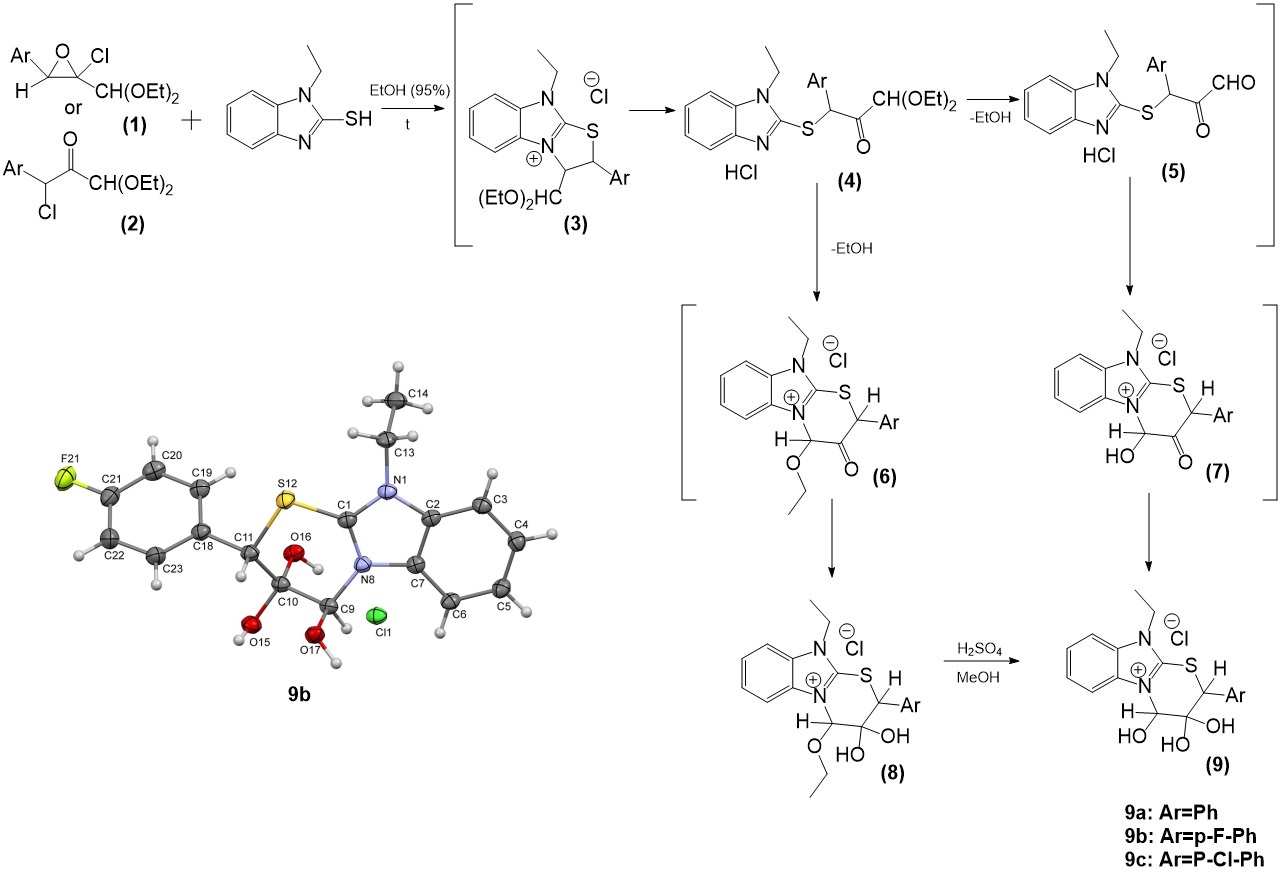 Ar O Cl
H CH(OEt)₂
or (1)
O
Ar CH(OEt)₂
Cl
(2)
+
N
SH
N
EtOH (95%)
t
N ⊖
Cl
S
N
⊕
Ar
(EtO)₂HC
(3)
N Ar
S CH(OEt)₂
N O
HCl
(4)
-EtOH
N Ar
S CHO
N O
HCl
(5)
-EtOH
N ⊖
Cl
S H
⊕
N Ar
H
O O
(6)
N ⊖
Cl
S H
⊕
N Ar
H
HO O
(7)
N ⊖
Cl
S H
⊕
N Ar
H OH
O HO
(8)
H₂SO₄
MeOH
N ⊖
Cl
S H
⊕
N Ar
H OH
HO HO
(9)
C14
C13
F21 C20
C21 C19
S12 N1
C1 C2 C3
C4
C22 C18
C23 C11 O16
N8 C7
C10 C9 C6 C5
Cl1
O15 O17
9b
9a: Ar=Ph
9b: Ar=p-F-Ph
9c: Ar=P-Cl-Ph